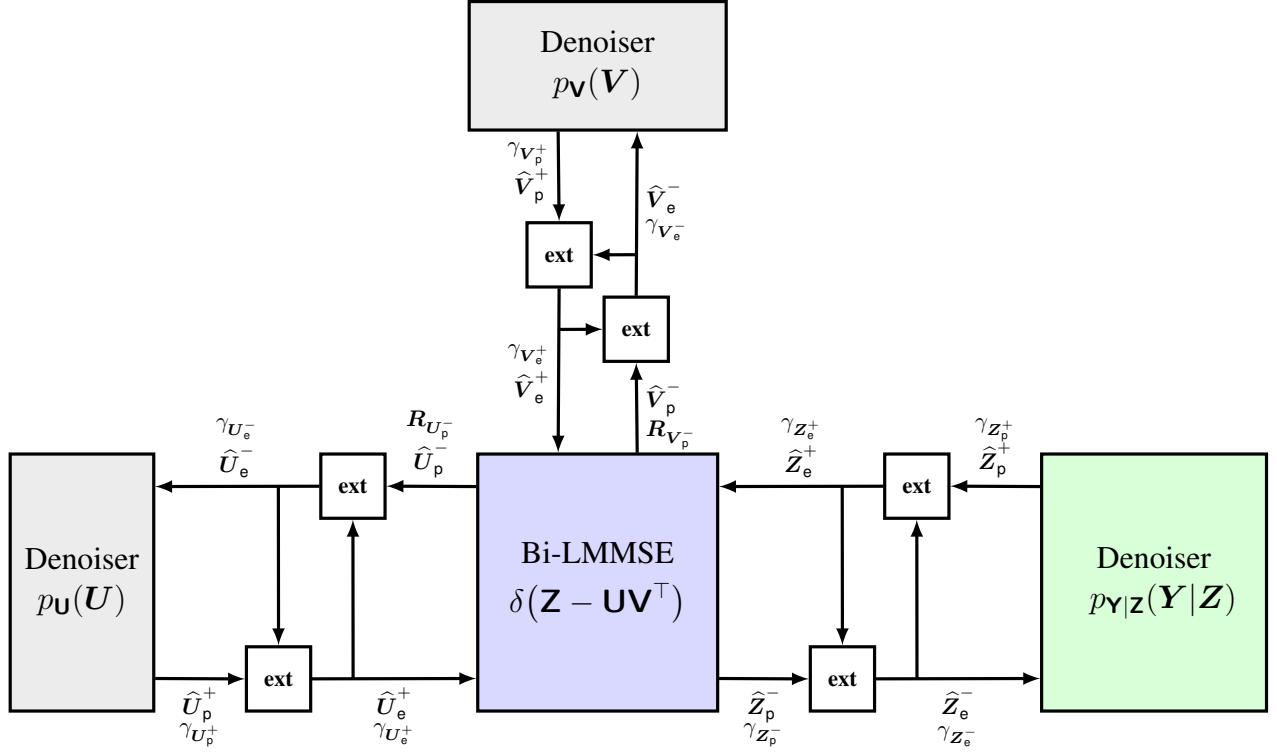 Denoiser
p_𝗩(𝑽)
γ_{𝑽_p^+}
V̂_p^+
V̂_e^-
γ_{𝑽_e^-}
ext
ext
γ_{𝑽_e^+}
V̂_e^+
V̂_p^-
R_{𝑽_p^-}
γ_{𝑼_e^-}
Û_e^-
ext
R_{𝑼_p^-}
Û_p^-
γ_{𝒁_e^+}
Ẑ_e^+
ext
γ_{𝒁_p^+}
Ẑ_p^+
Denoiser
p_𝗨(𝑼)
Bi-LMMSE
δ(𝗭 − 𝗨𝗩^⊤)
Denoiser
p_{𝗬|𝗭}(𝒀|𝒁)
ext
Û_p^+
γ_{𝑼_p^+}
Û_e^+
γ_{𝑼_e^+}
ext
Ẑ_p^-
γ_{𝒁_p^-}
Ẑ_e^-
γ_{𝒁_e^-}